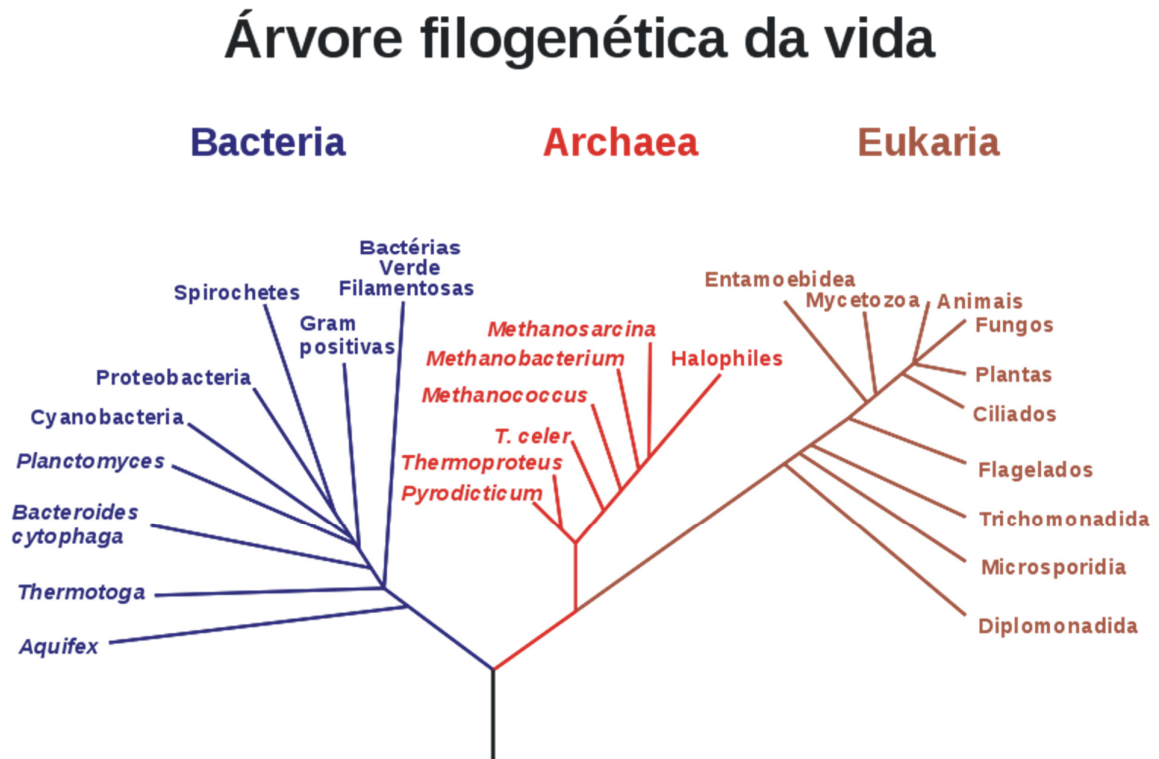 Árvore filogenética da vida
Bacteria
Archaea
Eukaria
Bactérias
Verde
Filamentosas
Spirochetes
Gram
positivas
Proteobacteria
Cyanobacteria
Planctomyces
Bacteroides
cytophaga
Thermotoga
Aquifex
Methanosarcina
Methanobacterium
Halophiles
Methanococcus
T. celer
Thermoproteus
Pyrodicticum
Entamoebidea
Mycetozoa
Animais
Fungos
Plantas
Ciliados
Flagelados
Trichomonadida
Microsporidia
Diplomonadida